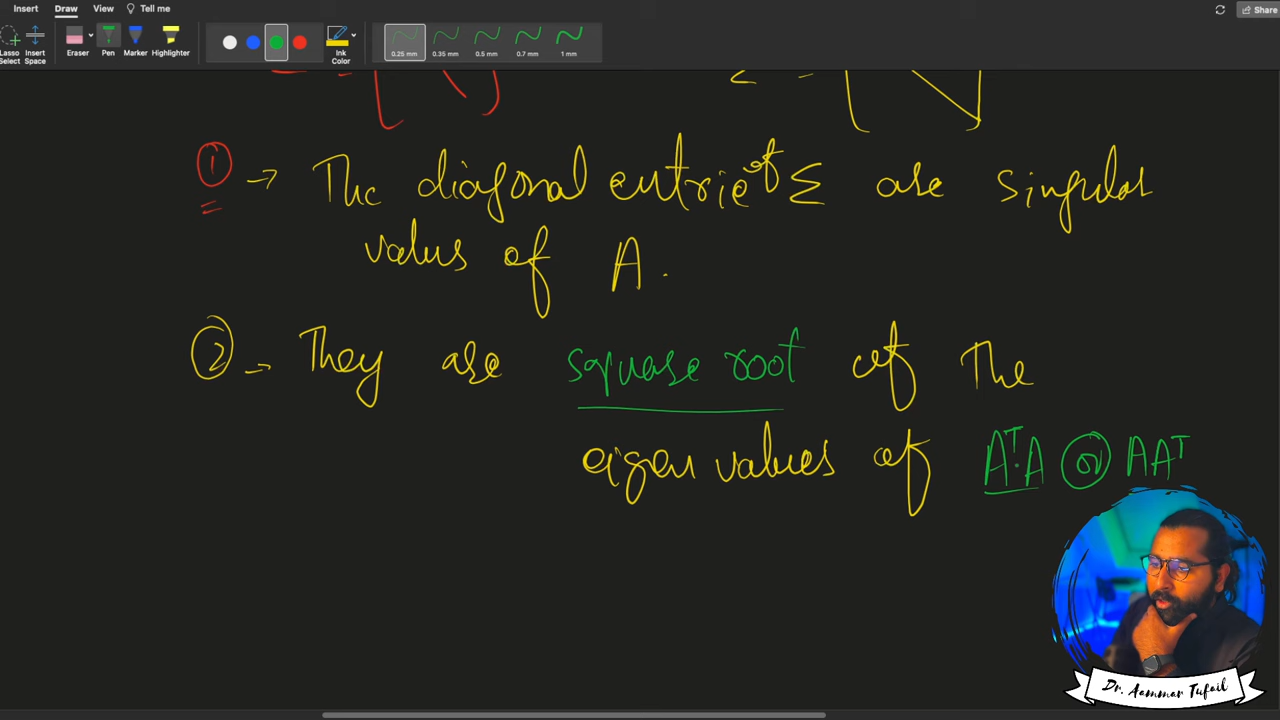 Insert Draw View Tell me
Share
Lasso Select
Insert Space
Eraser
Pen
Marker
Highlighter
Ink Color
0.25 mm 0.35 mm 0.5 mm 0.7 mm 1 mm
Σ =
① → The diagonal entrie of Σ are singular
values of A.
② → They are square root of the
eigen values of AᵀA or AAᵀ
Dr. Aammar Tufail